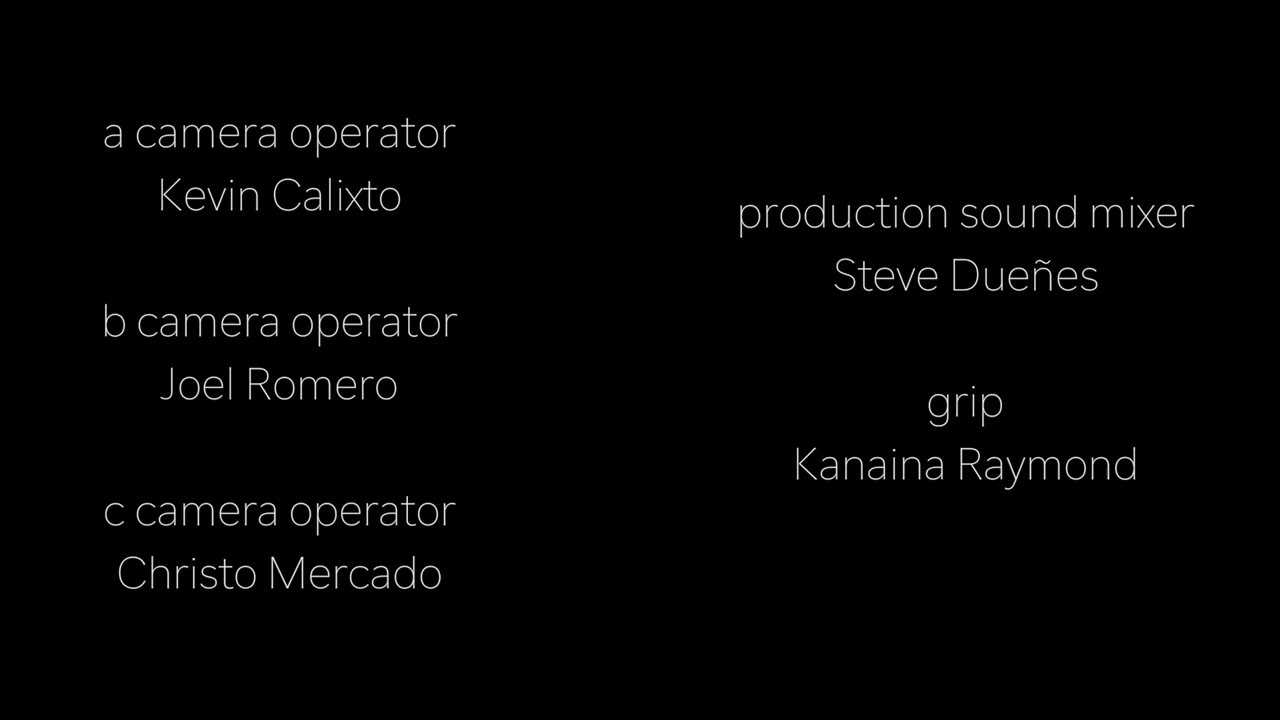 a camera operator
Kevin Calixto
b camera operator
Joel Romero
c camera operator
Christo Mercado
production sound mixer
Steve Dueñes
grip
Kanaina Raymond